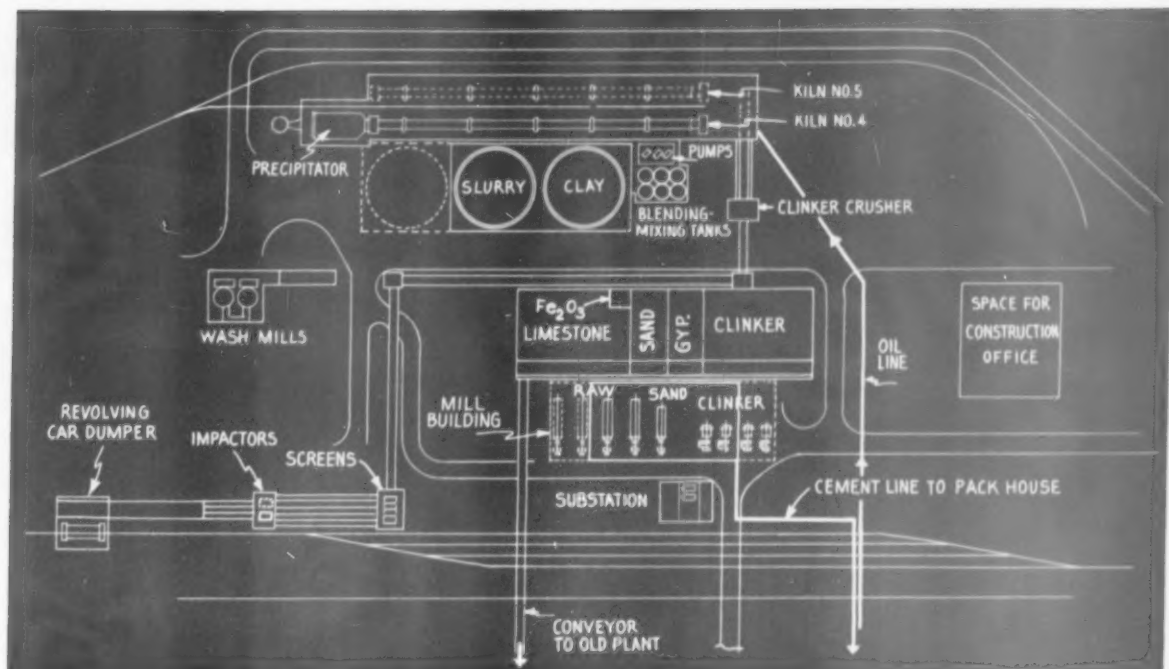 KILN NO.5
KILN NO.4
PRECIPITATOR
PUMPS
SLURRY
CLAY
BLENDING-
MIXING TANKS
CLINKER CRUSHER
WASH MILLS
Fe₂O₃
LIMESTONE
SAND
GYP.
CLINKER
OIL
LINE
SPACE FOR
CONSTRUCTION
OFFICE
REVOLVING
CAR DUMPER
IMPACTORS
SCREENS
MILL
BUILDING
RAW
SAND
CLINKER
SUBSTATION
CEMENT LINE TO PACK HOUSE
CONVEYOR
TO OLD PLANT